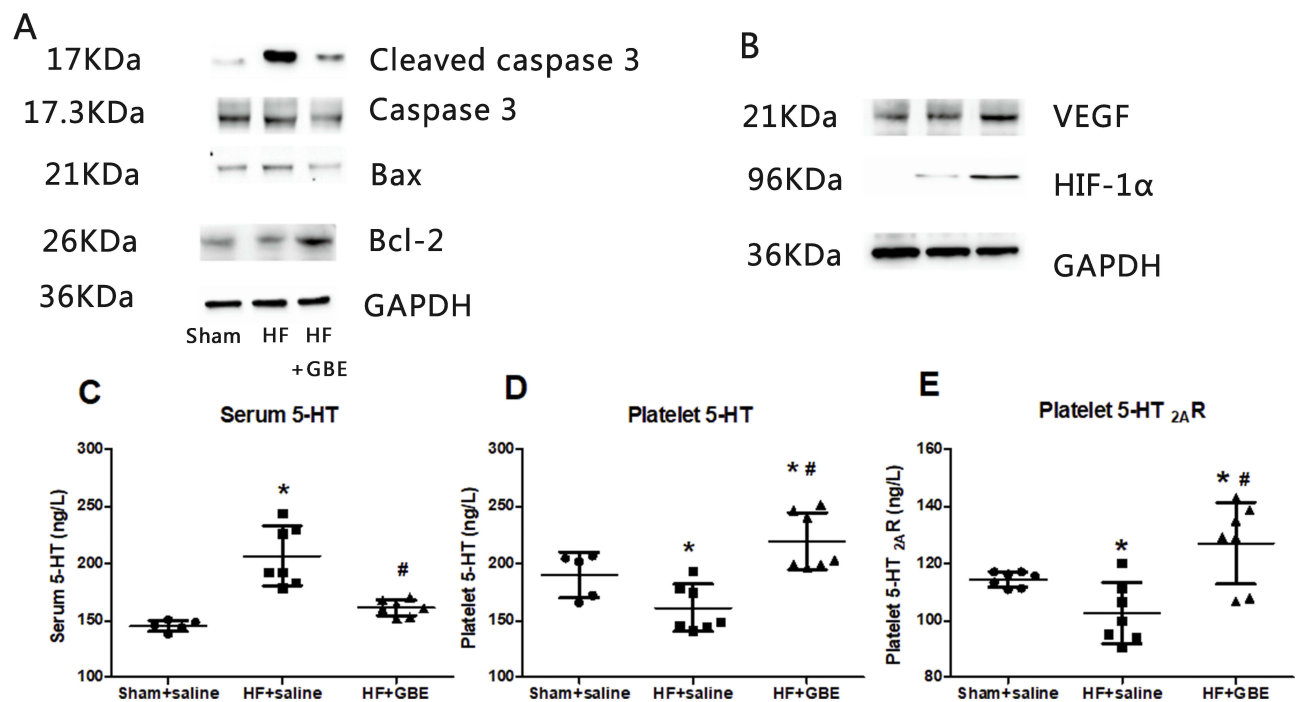 A
17KDa
Cleaved caspase 3
17.3KDa
Caspase 3
21KDa
Bax
26KDa
Bcl-2
36KDa
GAPDH
Sham HF HF
+GBE
B
21KDa
VEGF
96KDa
HIF-1α
36KDa
GAPDH
C
Serum 5-HT
Serum 5-HT (ng/L)
300
250
200
150
100
*
#
Sham+saline HF+saline HF+GBE
D
Platelet 5-HT
Platelet 5-HT (ng/L)
300
250
200
150
100
*
* #
Sham+saline HF+saline HF+GBE
E
Platelet 5-HT 2AR
Platelet 5-HT 2AR (ng/L)
160
140
120
100
80
*
* #
Sham+saline HF+saline HF+GBE